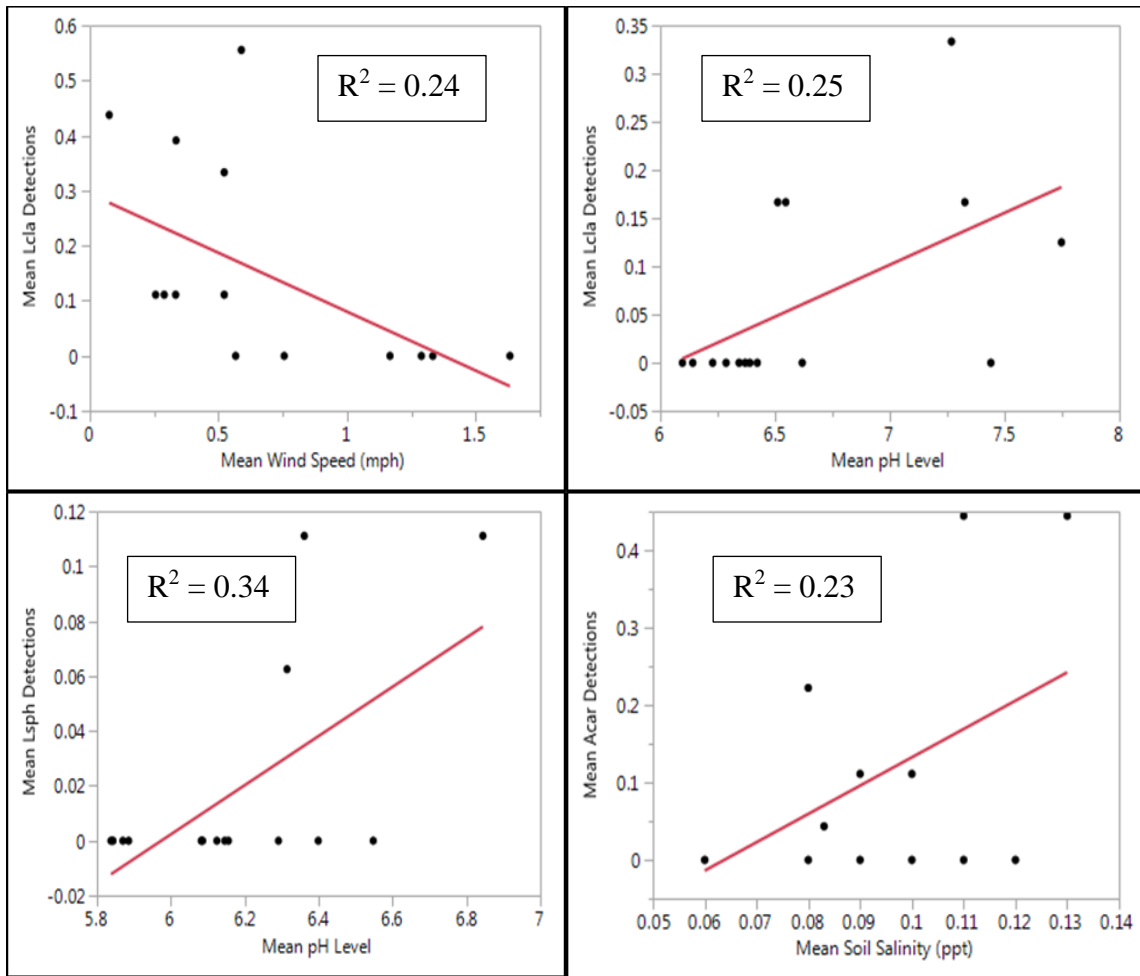 0.6
0.5
0.4
0.3
0.2
0.1
0
-0.1
Mean Lcla Detections
R² = 0.24
0 0.5 1 1.5
Mean Wind Speed (mph)
0.35
0.3
0.25
0.2
0.15
0.1
0.05
0
-0.05
Mean Lcla Detections
R² = 0.25
6 6.5 7 7.5 8
Mean pH Level
0.12
0.1
0.08
0.06
0.04
0.02
0
-0.02
Mean Lsph Detections
R² = 0.34
5.8 6 6.2 6.4 6.6 6.8 7
Mean pH Level
0.4
0.3
0.2
0.1
0
Mean Acar Detections
R² = 0.23
0.05 0.06 0.07 0.08 0.09 0.1 0.11 0.12 0.13 0.14
Mean Soil Salinity (ppt)